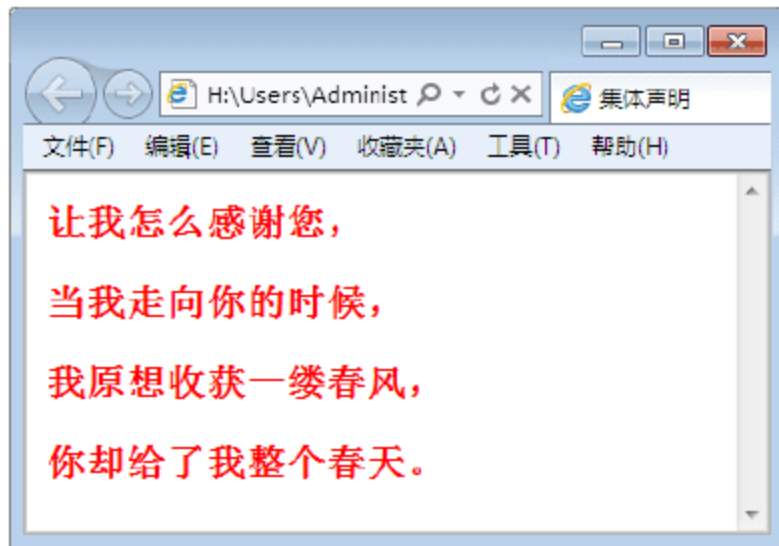 H:\Users\Administ
集体声明
文件(F) 编辑(E) 查看(V) 收藏夹(A) 工具(T) 帮助(H)
让我怎么感谢您，
当我走向你的时候，
我原想收获一缕春风，
你却给了我整个春天。